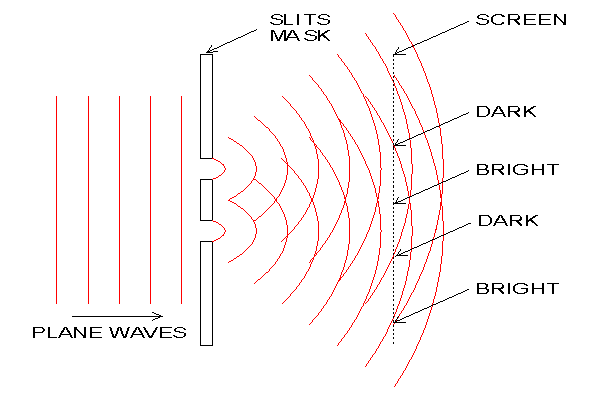 SLITS
MASK
SCREEN
DARK
BRIGHT
DARK
BRIGHT
PLANE WAVES